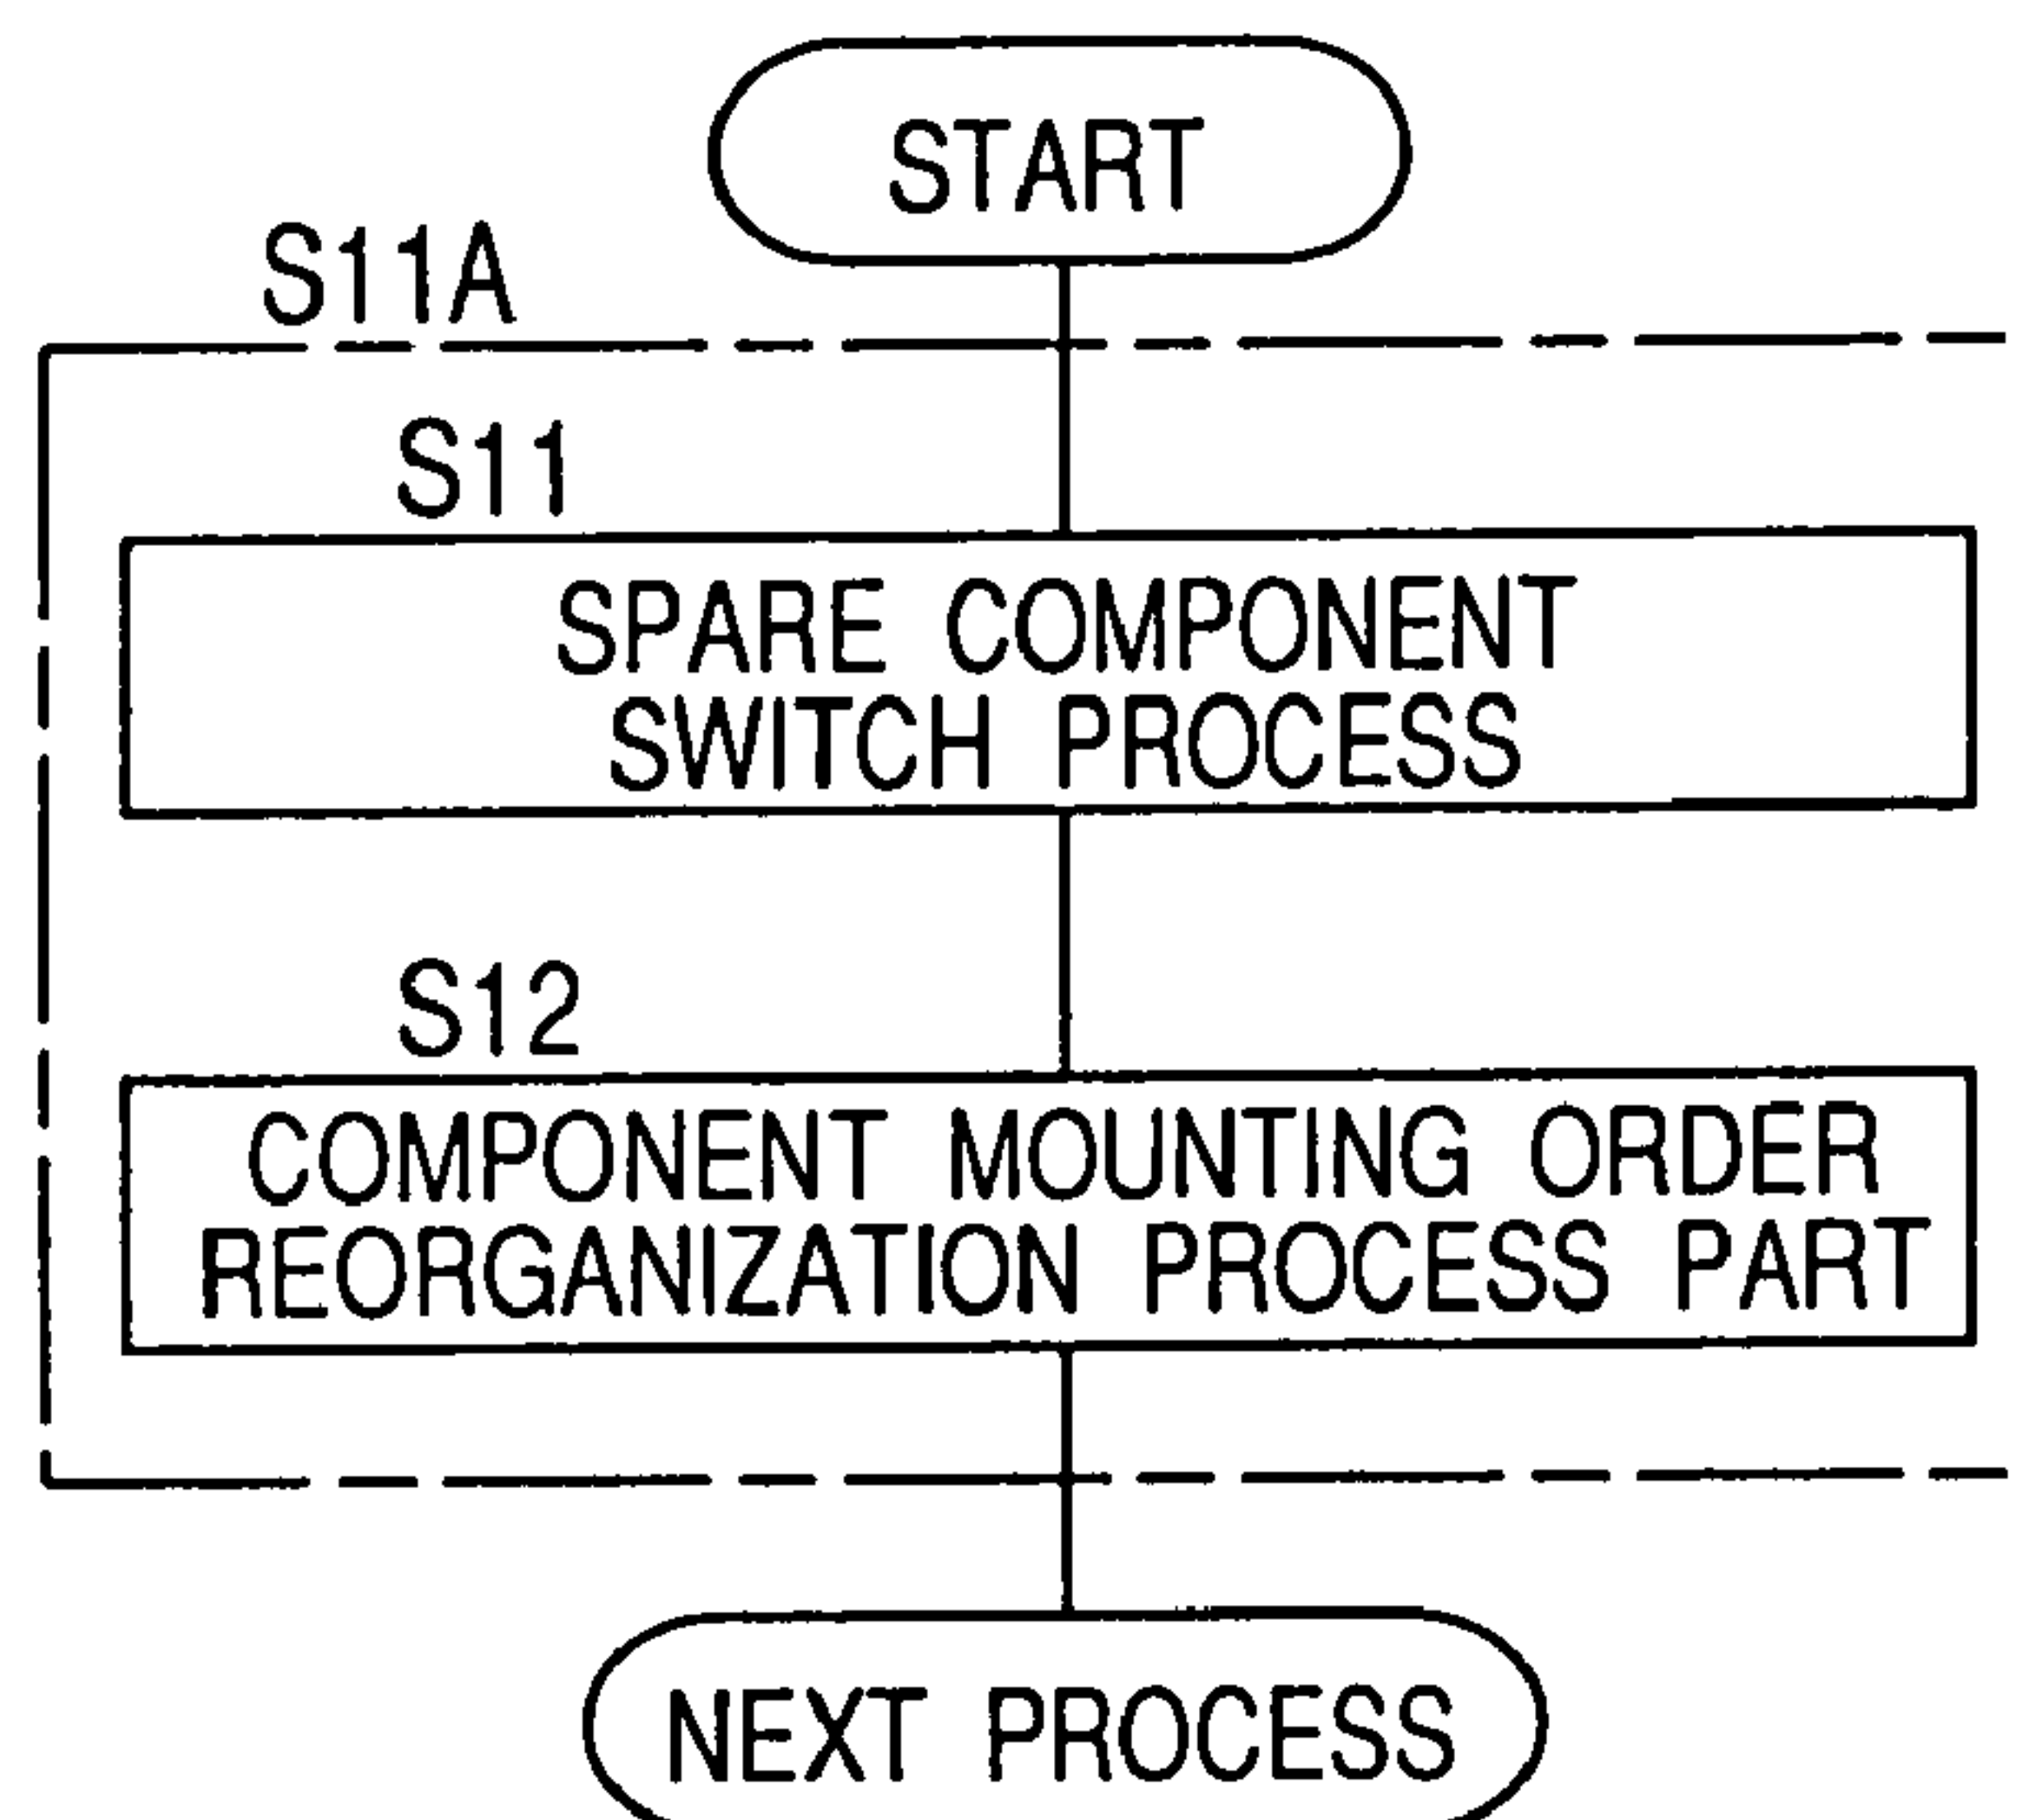 START
S11A
S11
SPARE COMPONENT
SWITCH PROCESS
S12
COMPONENT MOUNTING ORDER
REORGANIZATION PROCESS PART
NEXT PROCESS